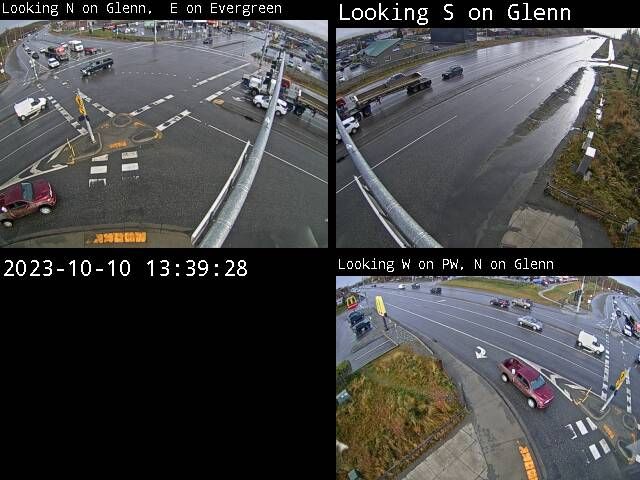 Looking N on Glenn,  E on Evergreen
Looking S on Glenn
2023-10-10 13:39:28
Looking W on PW, N on Glenn